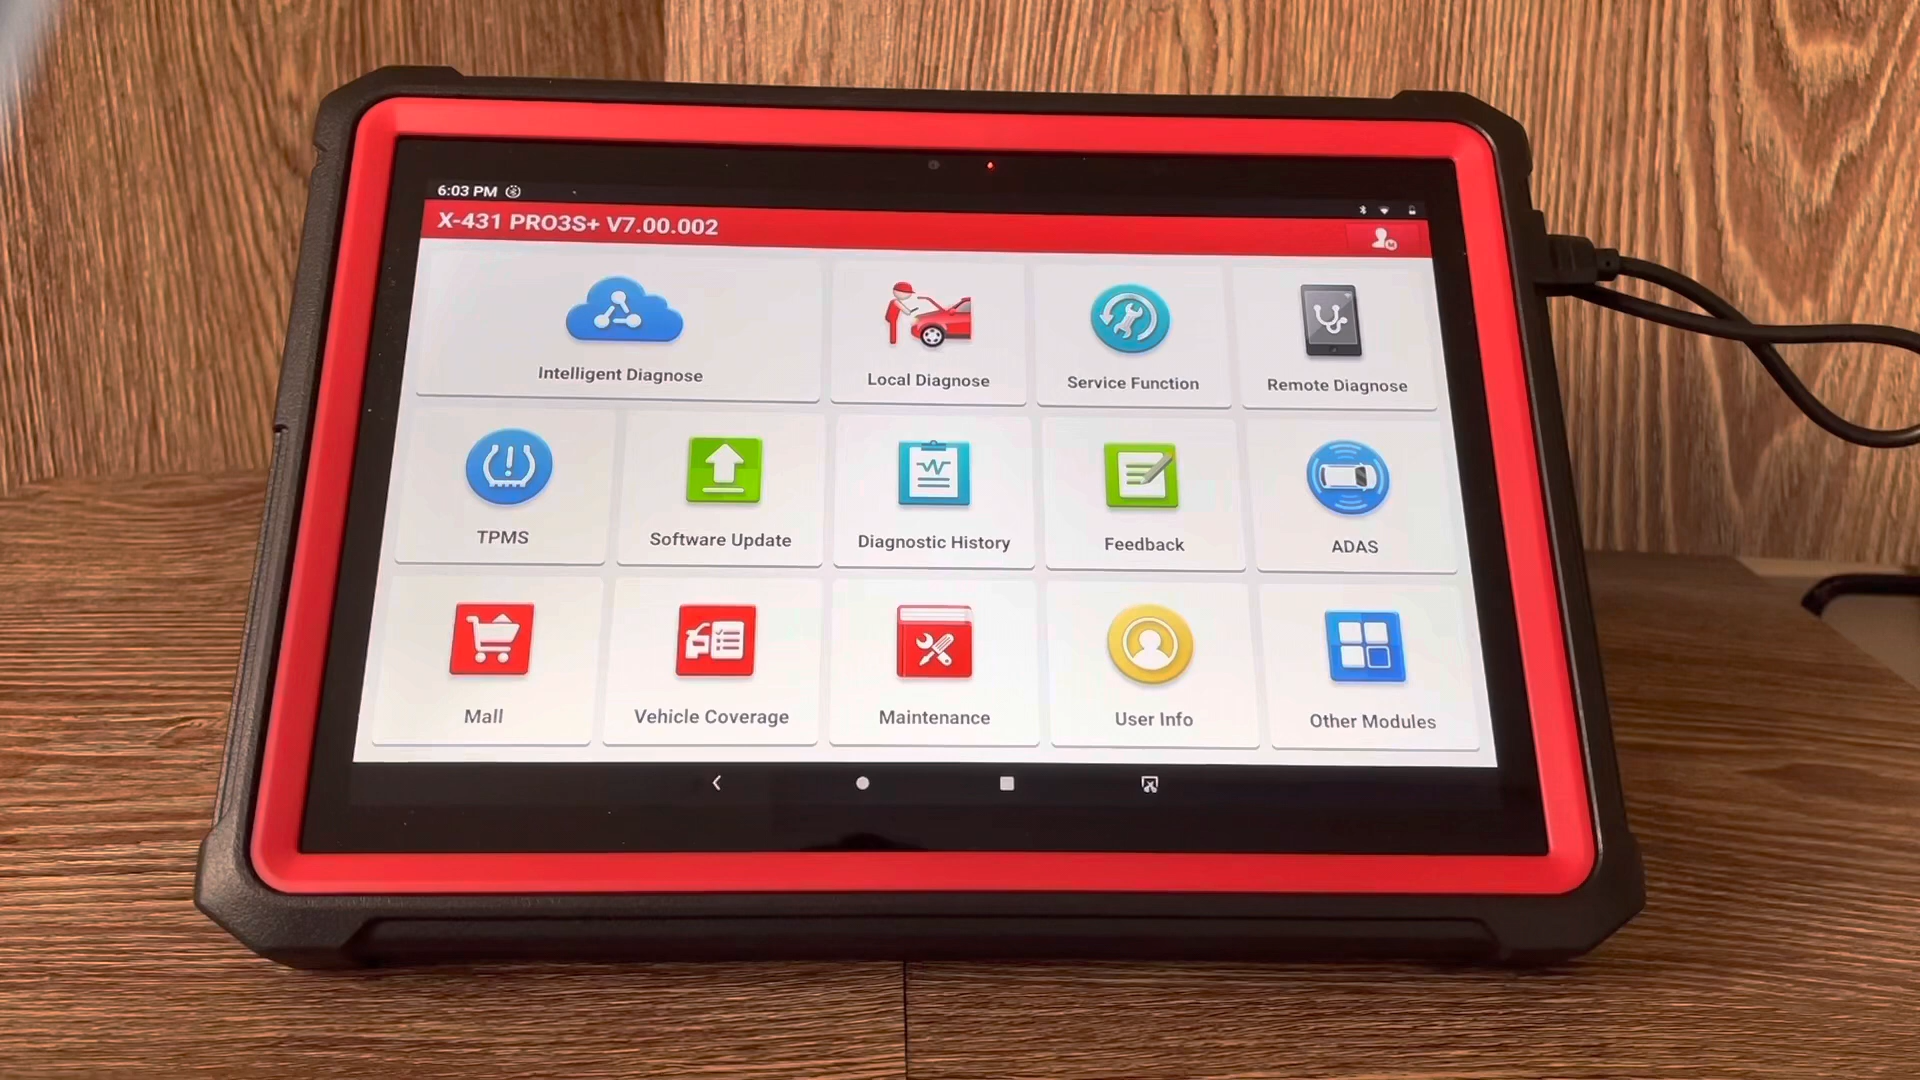 6:03 PM
X-431 PRO3S+ V7.00.002
Intelligent Diagnose
Local Diagnose
Service Function
Remote Diagnose
TPMS
Software Update
Diagnostic History
Feedback
ADAS
Mall
Vehicle Coverage
Maintenance
User Info
Other Modules